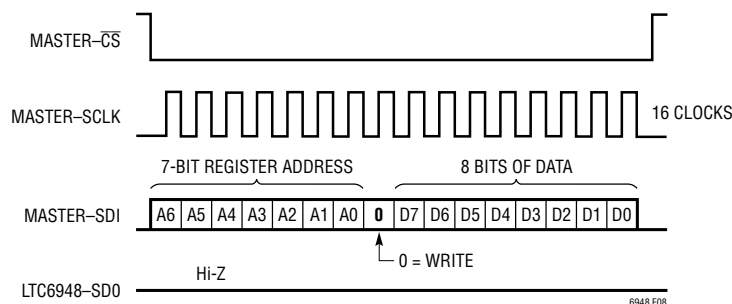 MASTER–CS
MASTER–SCLK
16 CLOCKS
7-BIT REGISTER ADDRESS
8 BITS OF DATA
MASTER–SDI
A6 A5 A4 A3 A2 A1 A0 0 D7 D6 D5 D4 D3 D2 D1 D0
0 = WRITE
Hi-Z
LTC6948–SD0
6948 F08